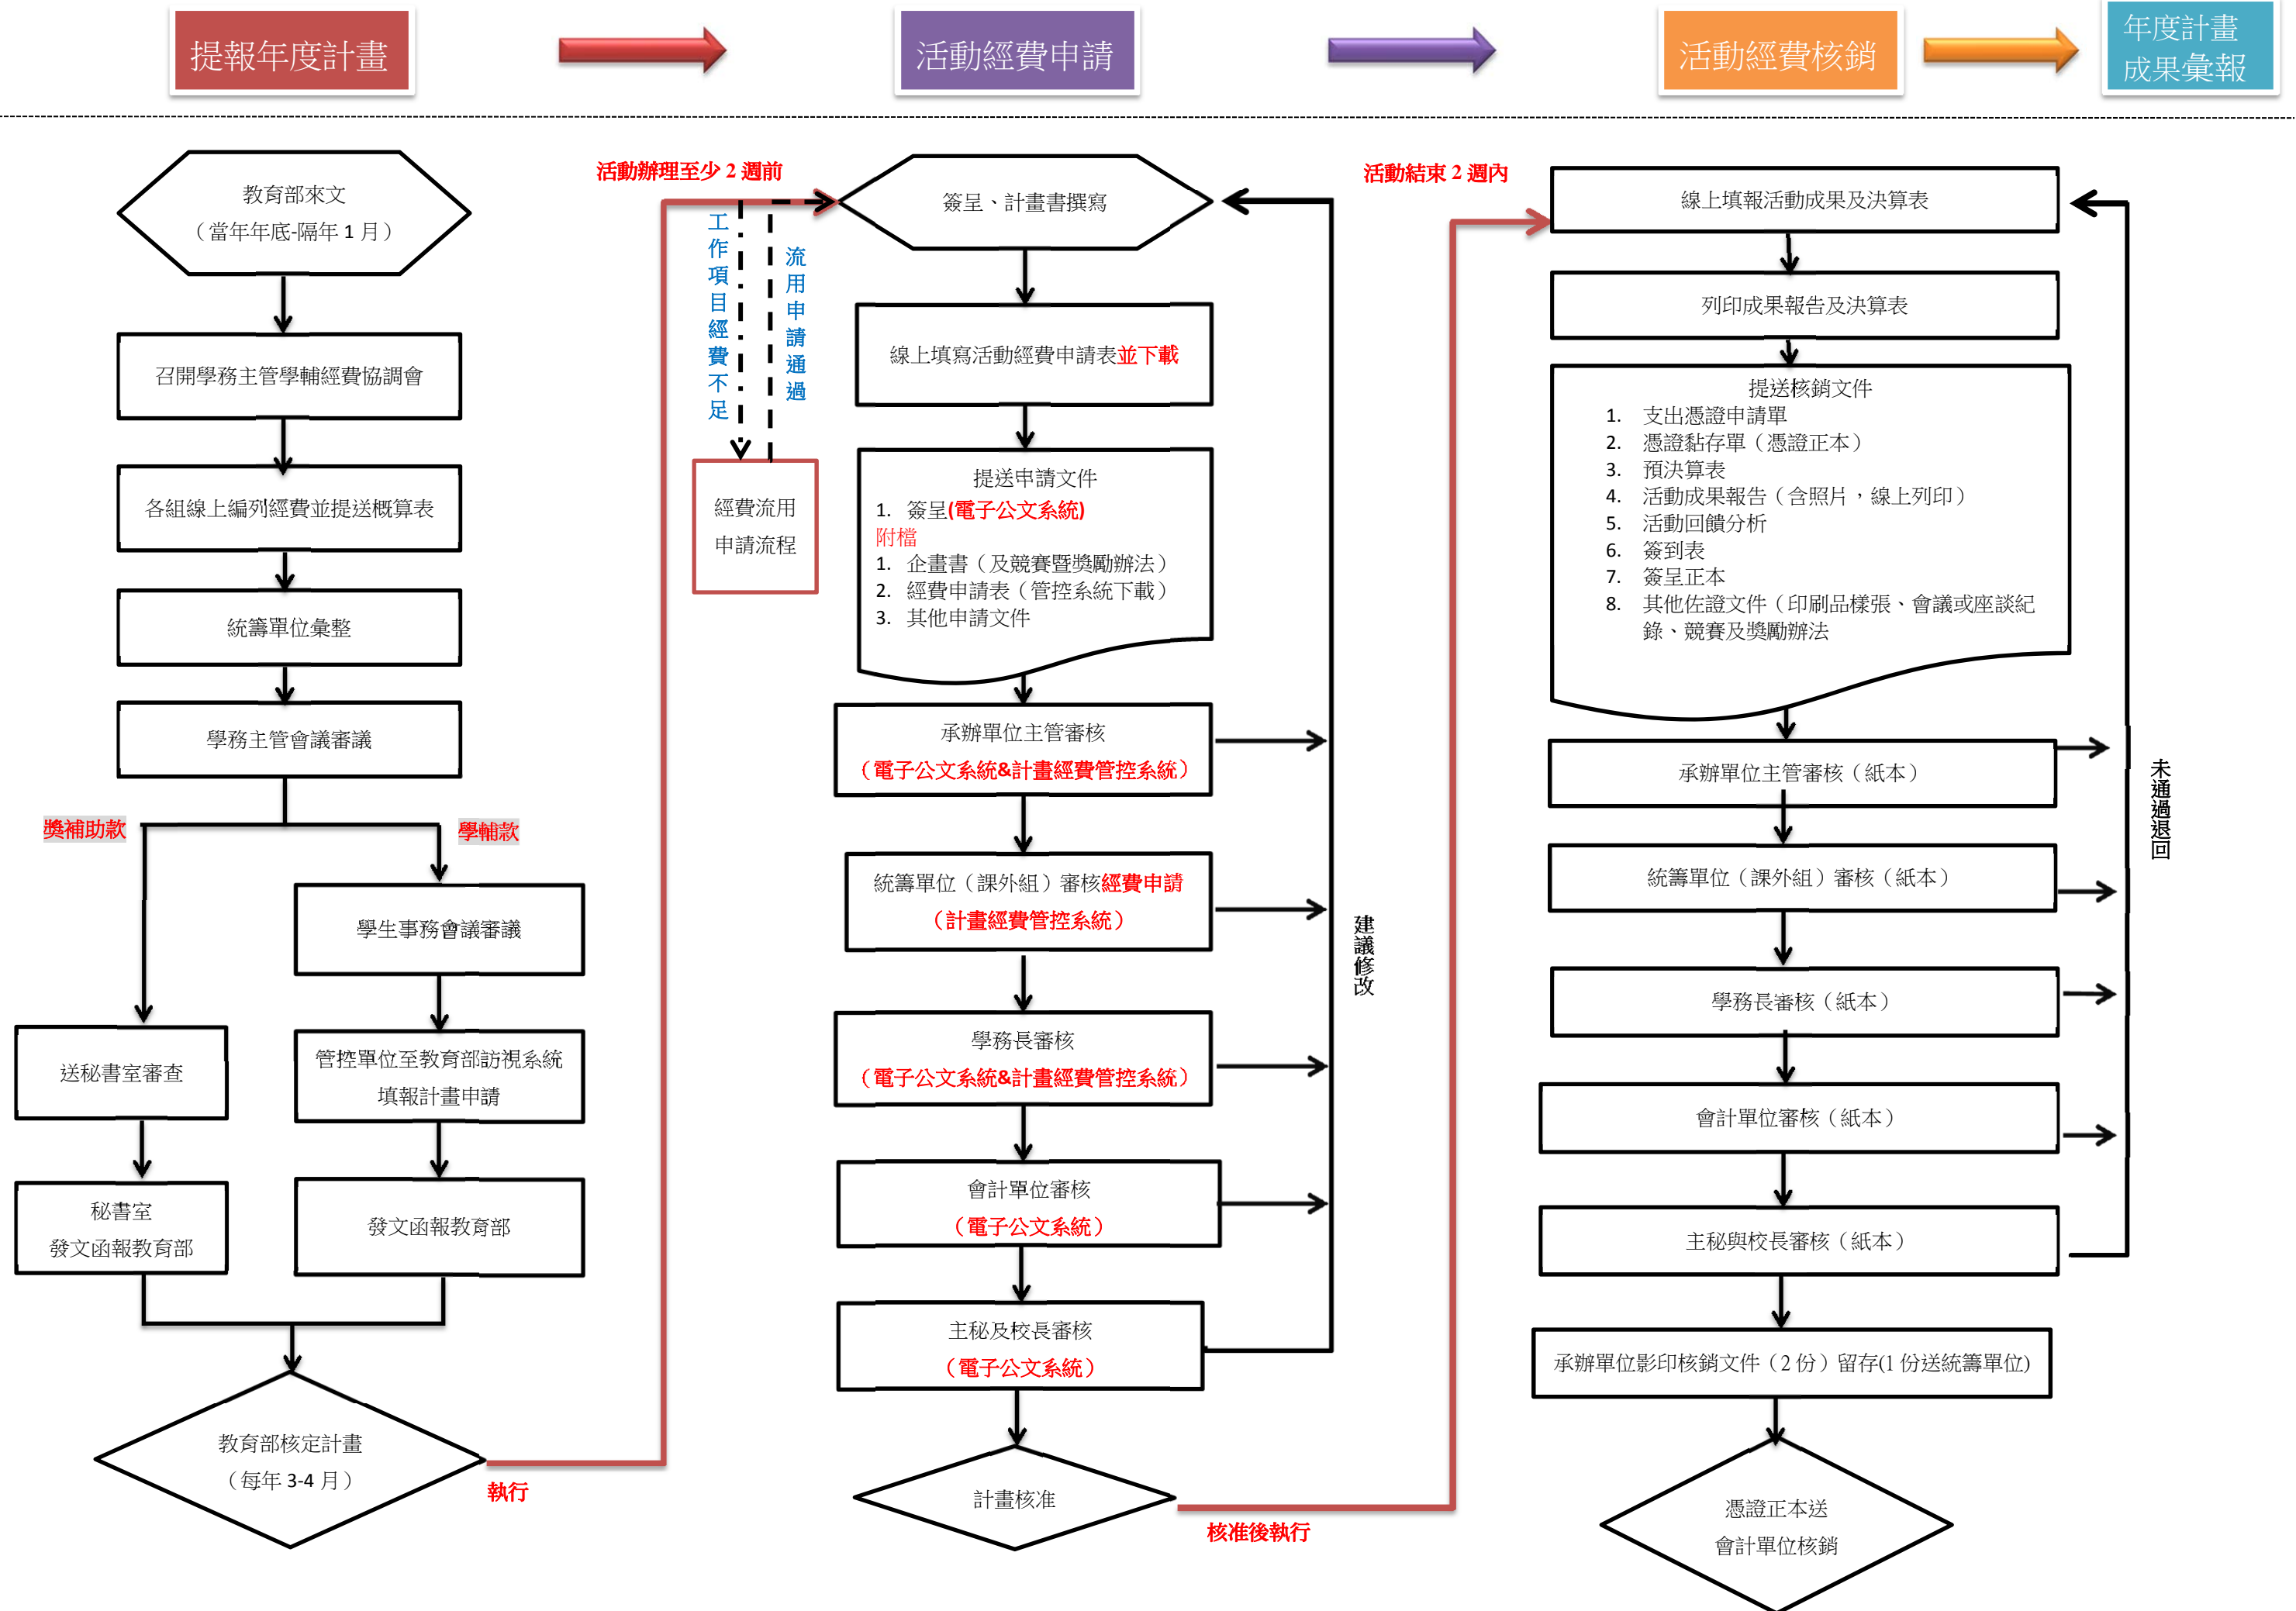 提報年度計畫
活動經費申請
活動經費核銷
年度計畫
成果彙報
教育部來文
（當年年底-隔年 1 月）
召開學務主管學輔經費協調會
各組線上編列經費並提送概算表
統籌單位彙整
學務主管會議審議
獎補助款
學輔款
學生事務會議審議
送秘書室審查
管控單位至教育部訪視系統
填報計畫申請
秘書室
發文函報教育部
發文函報教育部
教育部核定計畫
（每年 3-4 月）
執行
活動辦理至少 2 週前
工作項目經費不足
流用申請通過
經費流用
申請流程
簽呈、計畫書撰寫
線上填寫活動經費申請表並下載
提送申請文件
1. 簽呈(電子公文系統)
附檔
1. 企畫書（及競賽暨獎勵辦法）
2. 經費申請表（管控系統下載）
3. 其他申請文件
承辦單位主管審核
（電子公文系統&計畫經費管控系統）
統籌單位（課外組）審核經費申請
（計畫經費管控系統）
學務長審核
（電子公文系統&計畫經費管控系統）
會計單位審核
（電子公文系統）
主秘及校長審核
（電子公文系統）
計畫核准
建議修改
核准後執行
活動結束 2 週內
線上填報活動成果及決算表
列印成果報告及決算表
提送核銷文件
1. 支出憑證申請單
2. 憑證黏存單（憑證正本）
3. 預決算表
4. 活動成果報告（含照片，線上列印）
5. 活動回饋分析
6. 簽到表
7. 簽呈正本
8. 其他佐證文件（印刷品樣張、會議或座談紀
錄、競賽及獎勵辦法
承辦單位主管審核（紙本）
統籌單位（課外組）審核（紙本）
學務長審核（紙本）
會計單位審核（紙本）
主秘與校長審核（紙本）
承辦單位影印核銷文件（2 份）留存(1 份送統籌單位)
憑證正本送
會計單位核銷
未通過退回